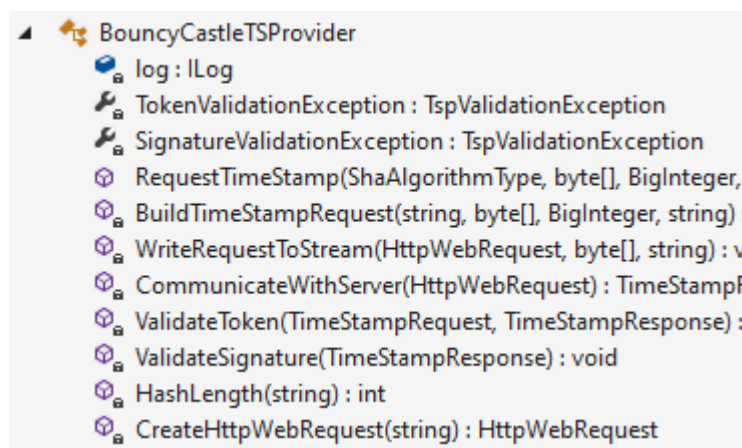 BouncyCastleTSProvider
log : ILog
TokenValidationException : TspValidationException
SignatureValidationException : TspValidationException
RequestTimeStamp(ShaAlgorithmType, byte[], BigInteger,
BuildTimeStampRequest(string, byte[], BigInteger, string) :
WriteRequestToStream(HttpWebRequest, byte[], string) : v
CommunicateWithServer(HttpWebRequest) : TimeStampR
ValidateToken(TimeStampRequest, TimeStampResponse) :
ValidateSignature(TimeStampResponse) : void
HashLength(string) : int
CreateHttpWebRequest(string) : HttpWebRequest